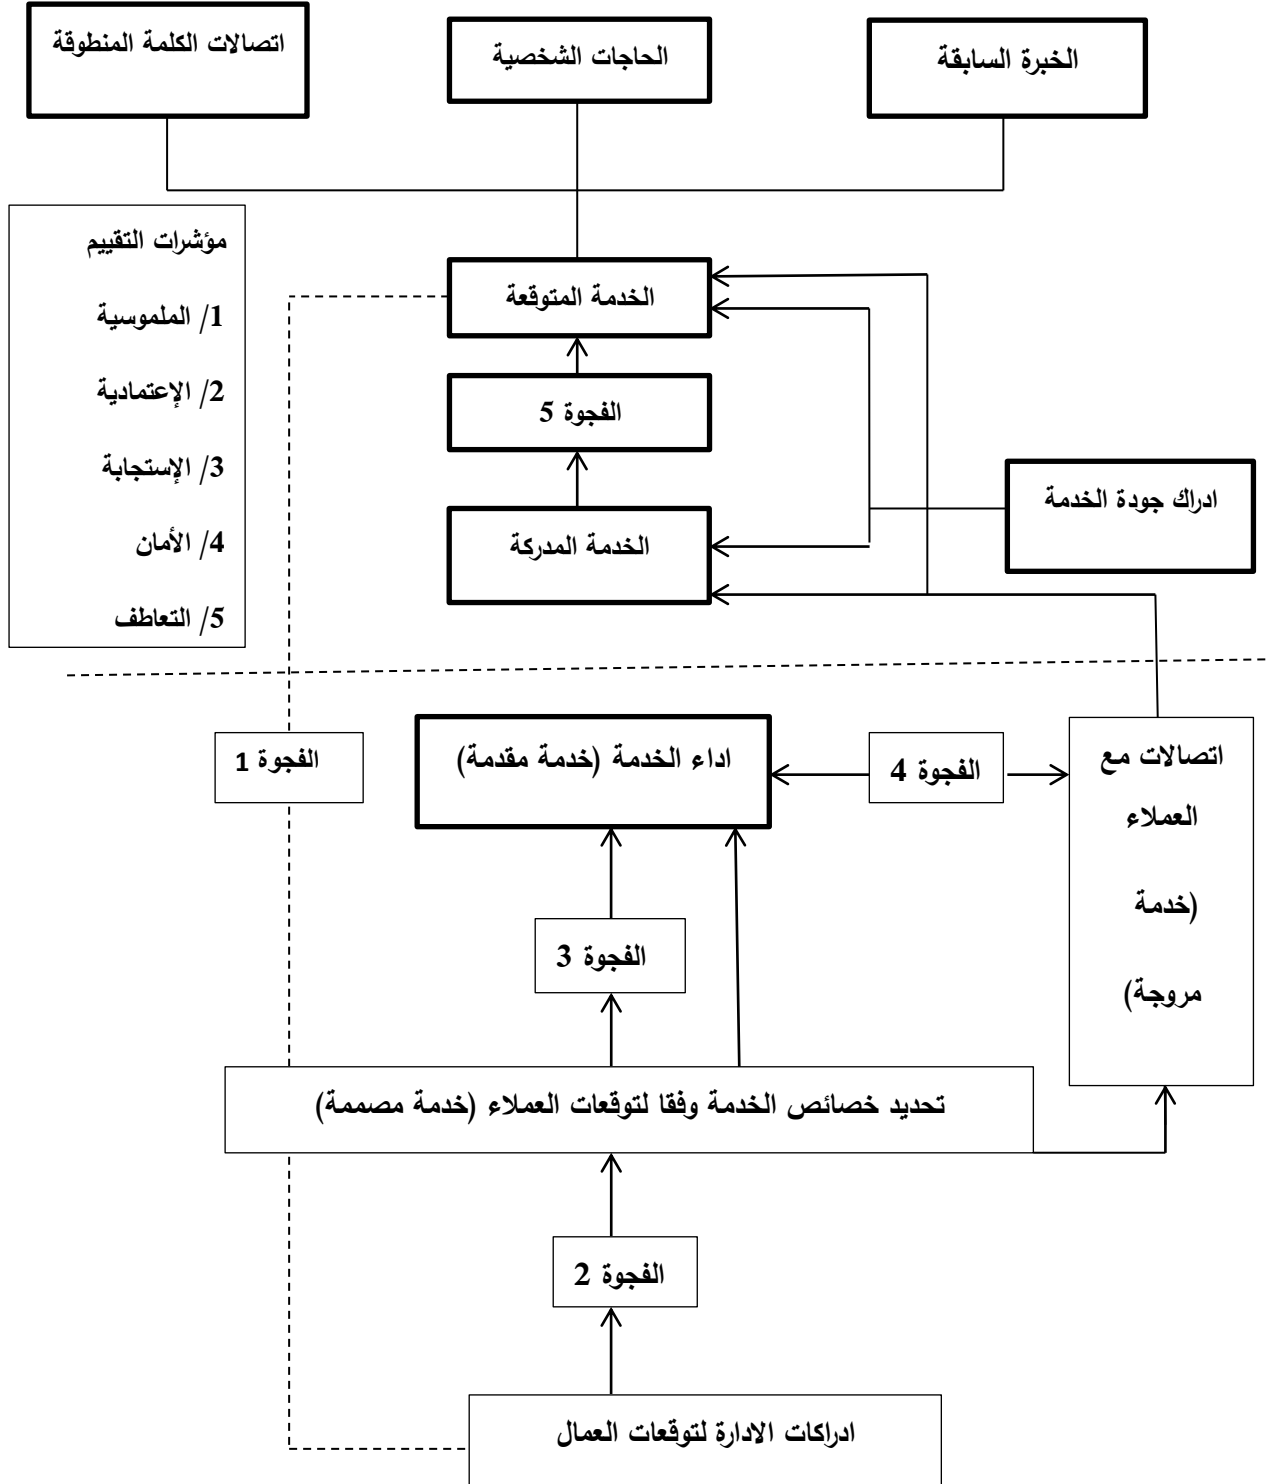 الخبرة السابقة
الحاجات الشخصية
اتصالات الكلمة المنطوقة
مؤشرات التقييم
1/ الملموسية
2/ الإعتمادية
3/ الإستجابة
4/ الأمان
5/ التعاطف
الخدمة المتوقعة
الفجوة 5
ادراك جودة الخدمة
الخدمة المدركة
اتصالات مع
العملاء
(خدمة
مروجة)
الفجوة 4
اداء الخدمة (خدمة مقدمة)
الفجوة 1
الفجوة 3
تحديد خصائص الخدمة وفقا لتوقعات العملاء (خدمة مصممة)
الفجوة 2
ادراكات الادارة لتوقعات العمال